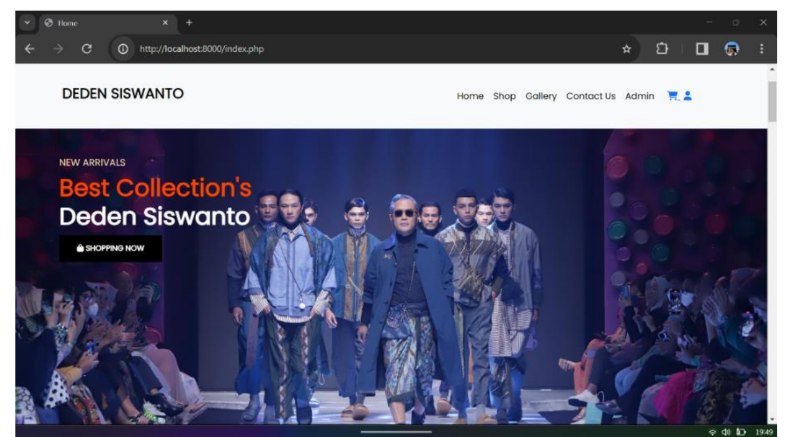 Home
http://localhost:8000/index.php
DEDEN SISWANTO
Home Shop Gallery Contact Us Admin
NEW ARRIVALS
Best Collection's
Deden Siswanto
SHOPPING NOW
19:49